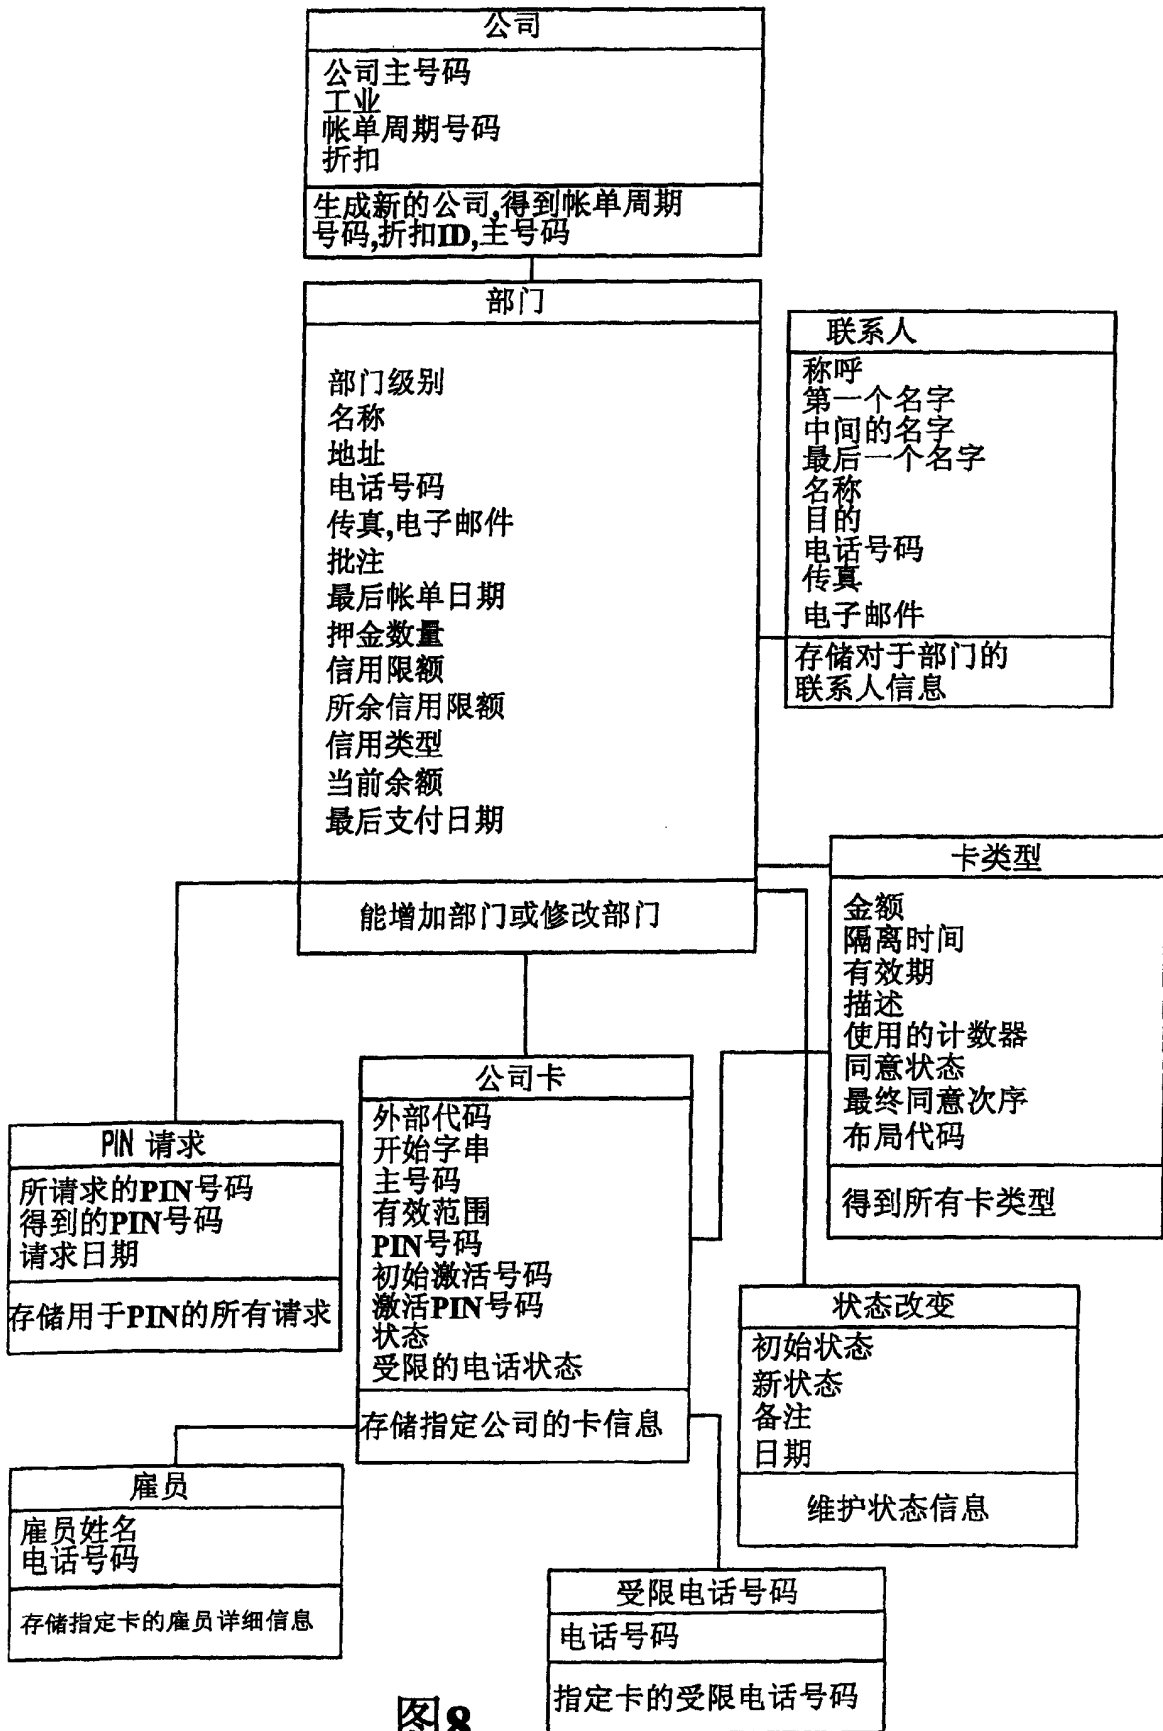 公司
公司主号码
工业
帐单周期号码
折扣
生成新的公司,得到帐单周期
号码,折扣ID,主号码
部门
部门级别
名称
地址
电话号码
传真,电子邮件
批注
最后帐单日期
押金数量
信用限额
所余信用限额
信用类型
当前余额
最后支付日期
能增加部门或修改部门
联系人
称呼
第一个名字
中间的名字
最后一个名字
名称
目的
电话号码
传真
电子邮件
存储对于部门的
联系人信息
卡类型
金额
隔离时间
有效期
描述
使用的计数器
同意状态
最终同意次序
布局代码
得到所有卡类型
公司卡
外部代码
开始字串
主号码
有效范围
PIN号码
初始激活号码
激活PIN号码
状态
受限的电话状态
存储指定公司的卡信息
PIN 请求
所请求的PIN号码
得到的PIN号码
请求日期
存储用于PIN的所有请求
状态改变
初始状态
新状态
备注
日期
维护状态信息
雇员
雇员姓名
电话号码
存储指定卡的雇员详细信息
受限电话号码
电话号码
指定卡的受限电话号码
图8